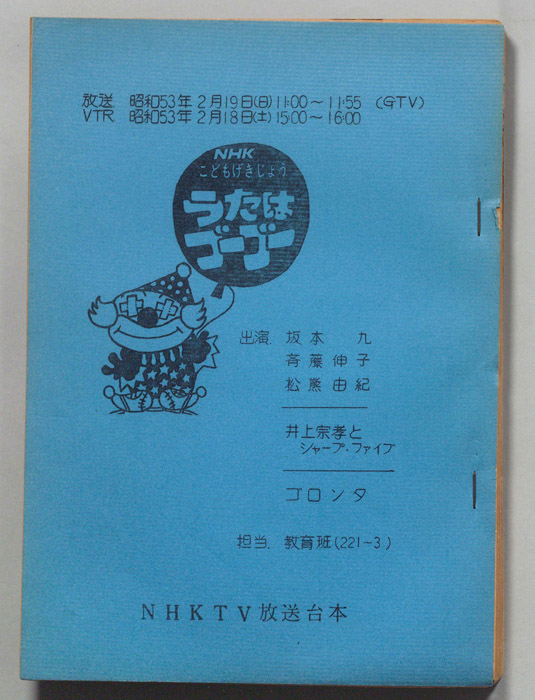 放送 昭和53年2月19日(日)11:00～11:55 (GTV)
VTR 昭和53年2月18日(土)15:00～16:00
NHK
こどもげきじょう
うたは
ゴーゴー
出演 坂本 九
斉藤伸子
松熊由紀
井上宗孝と
シャープ・ファイブ
ゴロンタ
担当 教育班(221～3)
NHKTV放送台本